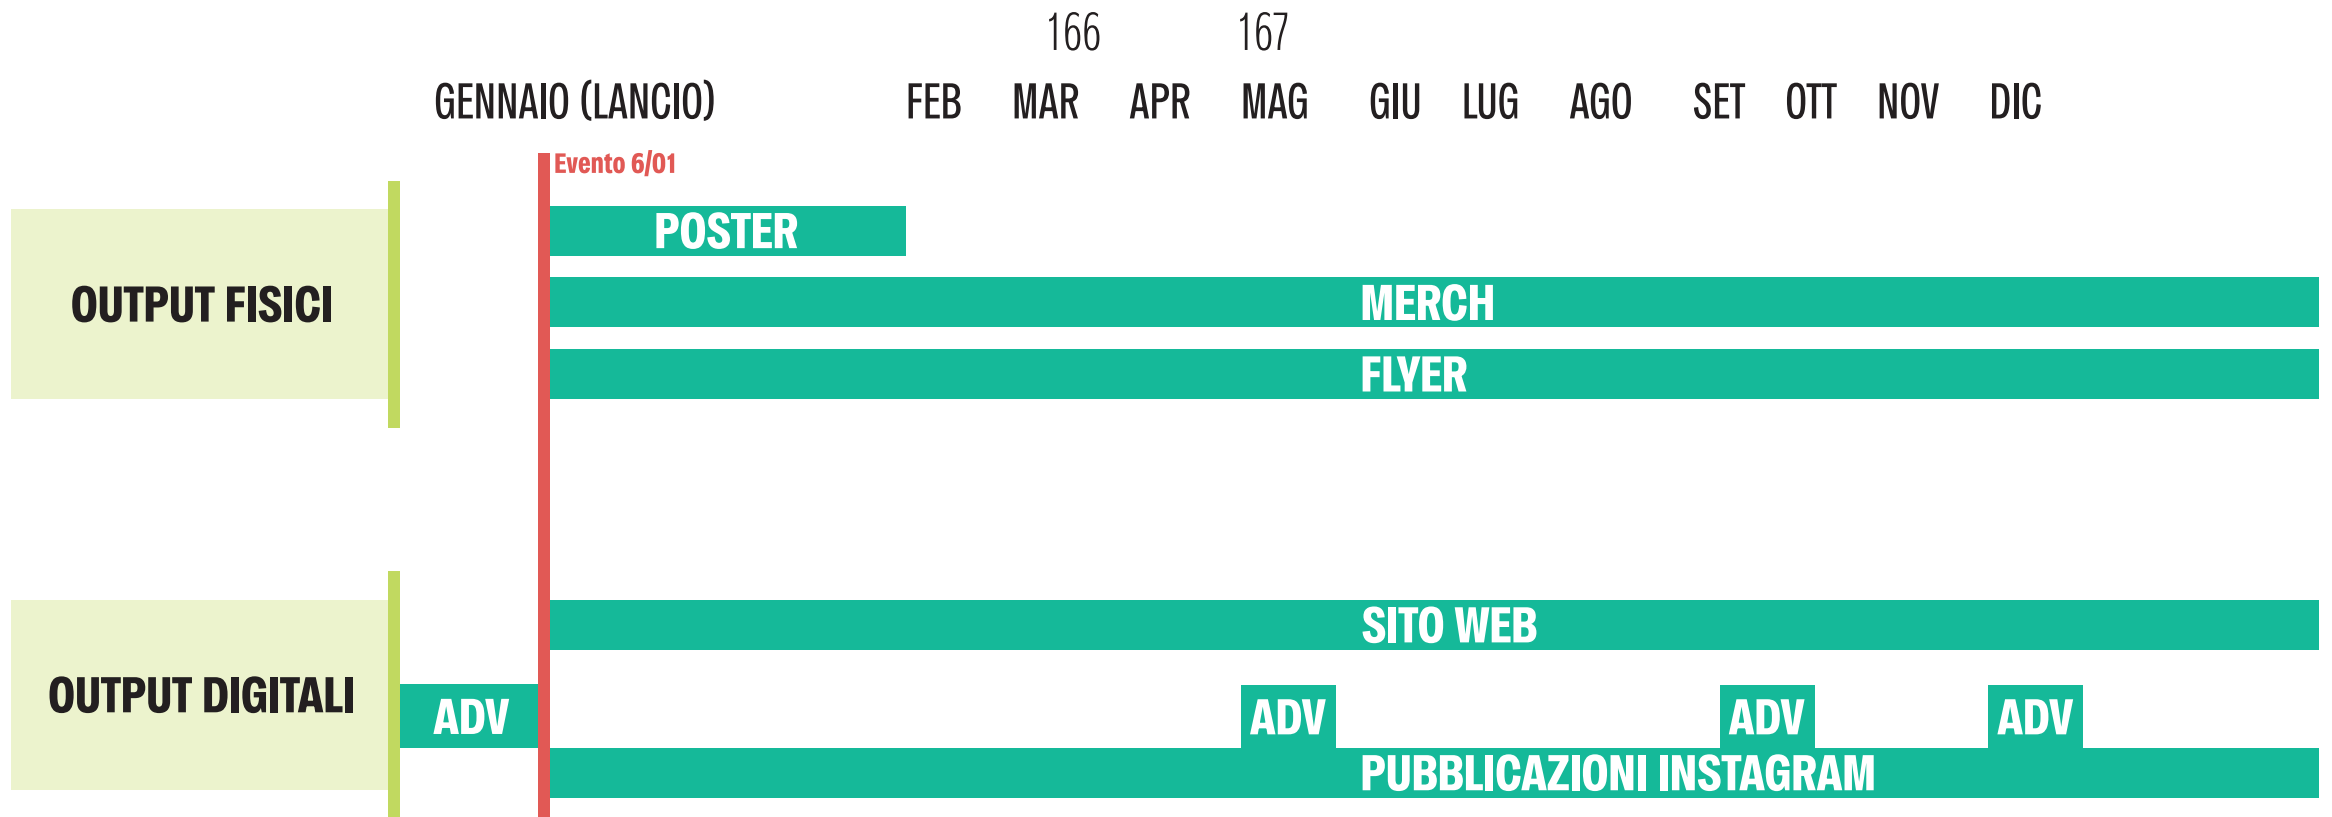 166 167
GENNAIO (LANCIO) FEB MAR APR MAG GIU LUG AGO SET OTT NOV DIC
Evento 6/01
POSTER
OUTPUT FISICI
MERCH
FLYER
SITO WEB
OUTPUT DIGITALI
ADV ADV ADV ADV
PUBBLICAZIONI INSTAGRAM